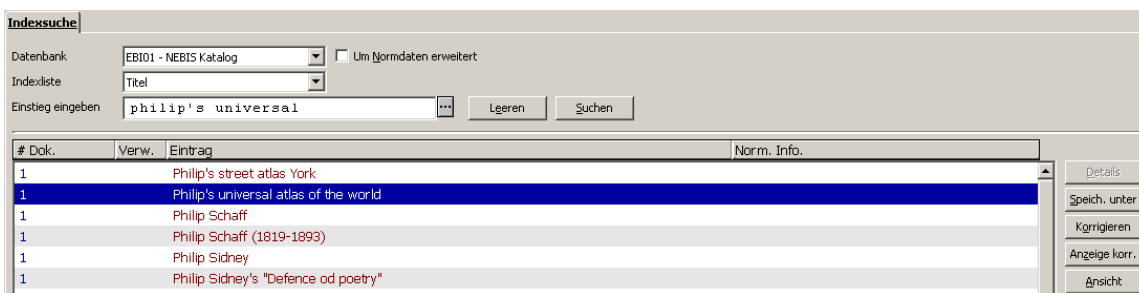 Indexsuche
Datenbank EBI01 - NEBIS Katalog Um Normdaten erweitert
Indexliste Titel
Einstieg eingeben philip's universal ... Leeren Suchen
# Dok. Verw. Eintrag Norm. Info.
1 Philip's street atlas York Details
1 Philip's universal atlas of the world Speich. unter
1 Philip Schaff Korrigieren
1 Philip Schaff (1819-1893) Anzeige korr.
1 Philip Sidney
1 Philip Sidney's "Defence od poetry" Ansicht